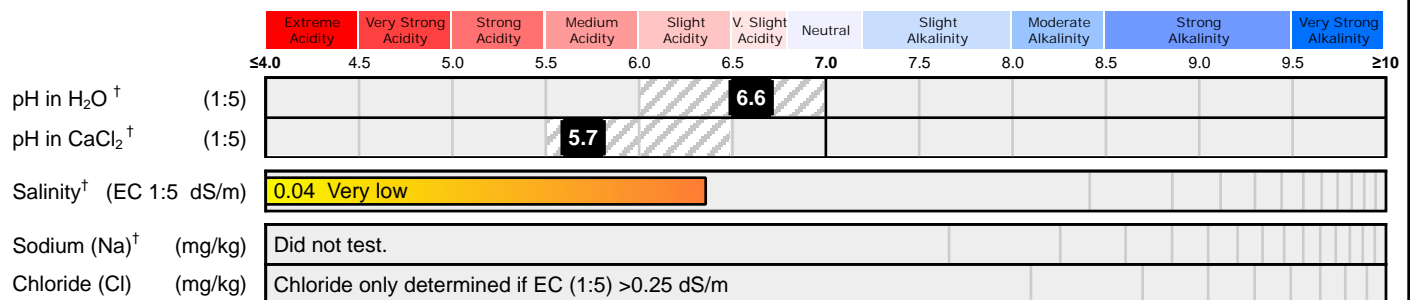 Extreme Acidity Very Strong Acidity Strong Acidity Medium Acidity Slight Acidity V. Slight Acidity Neutral Slight Alkalinity Moderate Alkalinity Strong Alkalinity Very Strong Alkalinity
≤4.0 4.5 5.0 5.5 6.0 6.5 7.0 7.5 8.0 8.5 9.5 ≥10
pH in H₂O † (1:5) 6.6
pH in CaCl₂† (1:5) 5.7
Salinity† (EC 1:5 dS/m) 0.04 Very low
Sodium (Na)† (mg/kg) Did not test.
Chloride (Cl) (mg/kg) Chloride only determined if EC (1:5) >0.25 dS/m